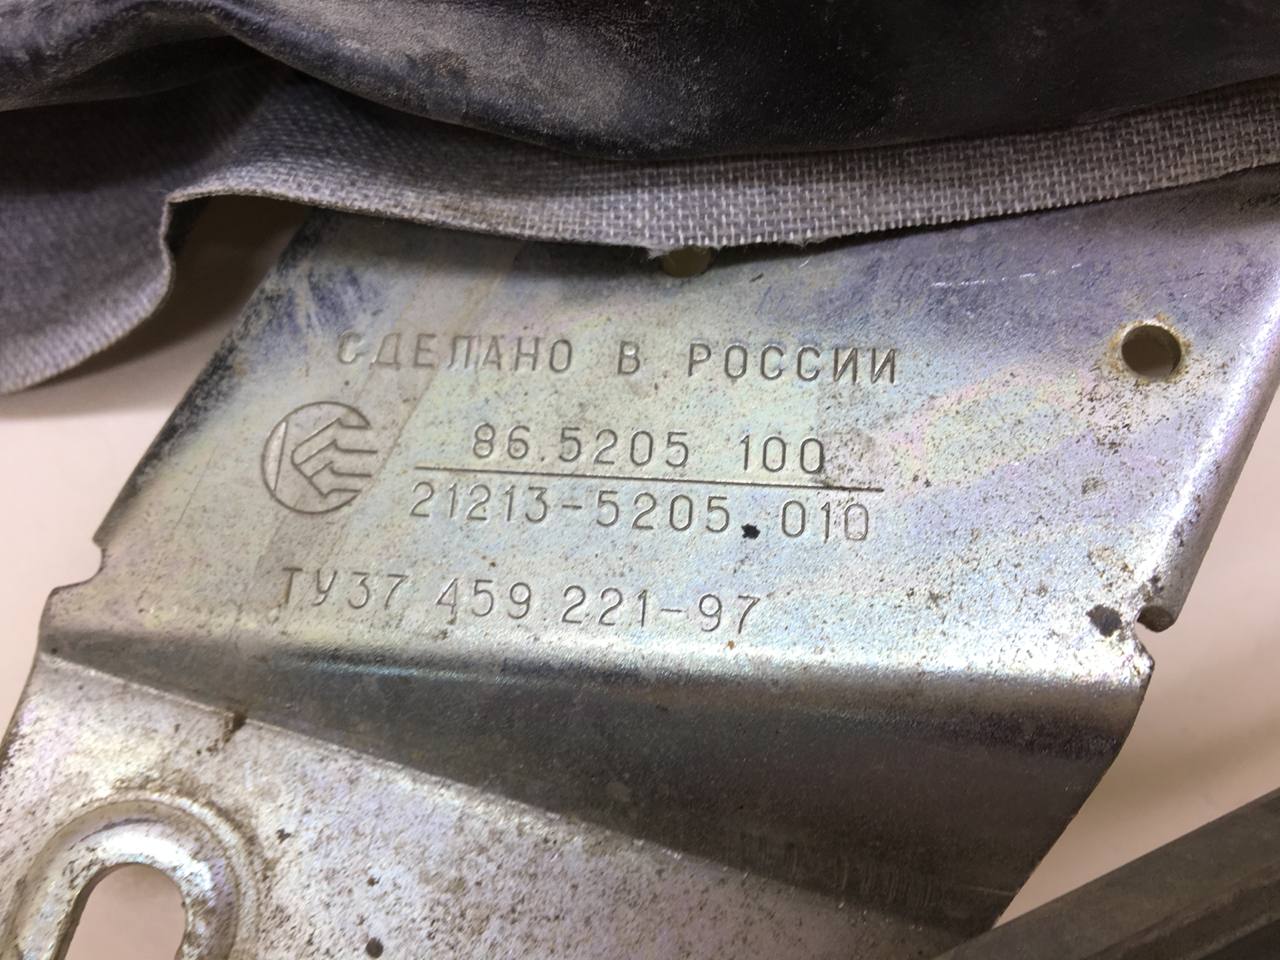 СДЕЛАНО В РОССИИ
86.5205 100
21213-5205.010
ТУ37 459 221-97